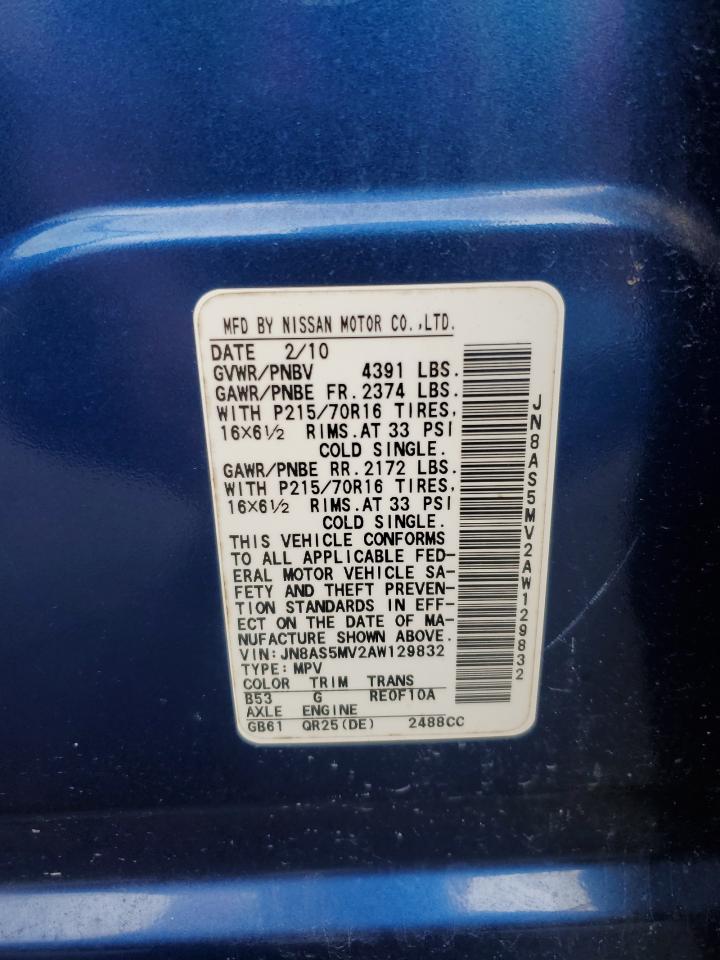 MFD BY NISSAN MOTOR CO.,LTD.
DATE 2/10
GVWR/PNBV 4391 LBS.
GAWR/PNBE FR. 2374 LBS.
WITH P215/70R16 TIRES,
16X6½ RIMS.AT 33 PSI
COLD SINGLE.
GAWR/PNBE RR. 2172 LBS.
WITH P215/70R16 TIRES,
16X6½ RIMS.AT 33 PSI
COLD SINGLE.
THIS VEHICLE CONFORMS
TO ALL APPLICABLE FED-
ERAL MOTOR VEHICLE SA-
FETY AND THEFT PREVEN-
TION STANDARDS IN EFF-
ECT ON THE DATE OF MA-
NUFACTURE SHOWN ABOVE.
VIN:JN8AS5MV2AW129832
TYPE:MPV
COLOR TRIM TRANS
B53 G RE0F10A
AXLE ENGINE
GB61 QR25(DE) 2488CC
JN8AS5MV2AW129832